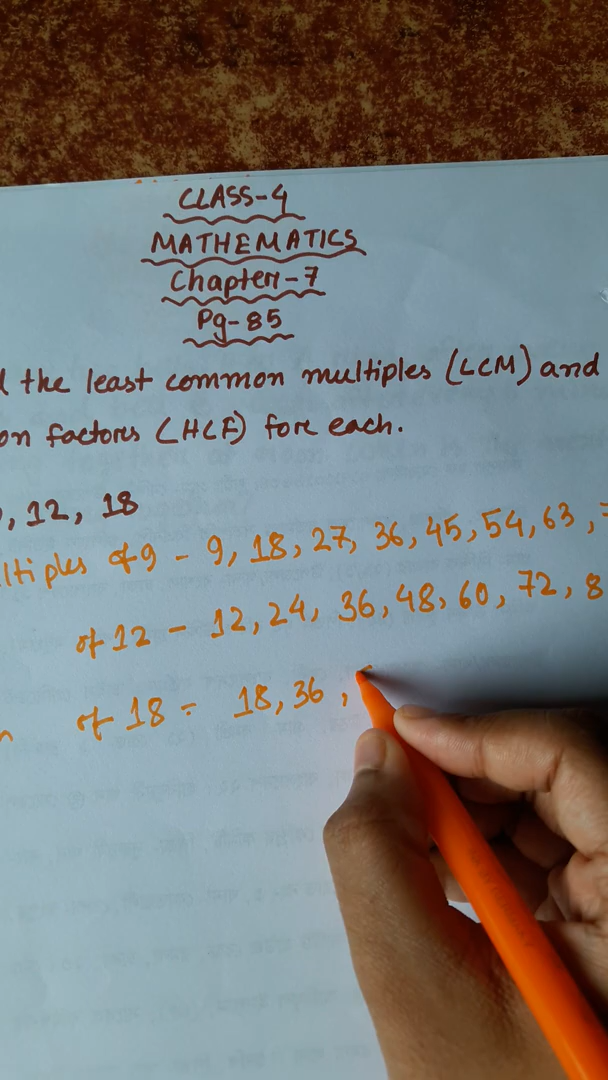 CLASS-4
MATHEMATICS
Chapter-7
Pg-85
the least common multiples (LCM) and
factors (HCF) fore each.
, 12, 18
of 9 - 9, 18, 27, 36, 45, 54, 63,
of 12 - 12, 24, 36, 48, 60, 72, 8
of 18 = 18, 36,